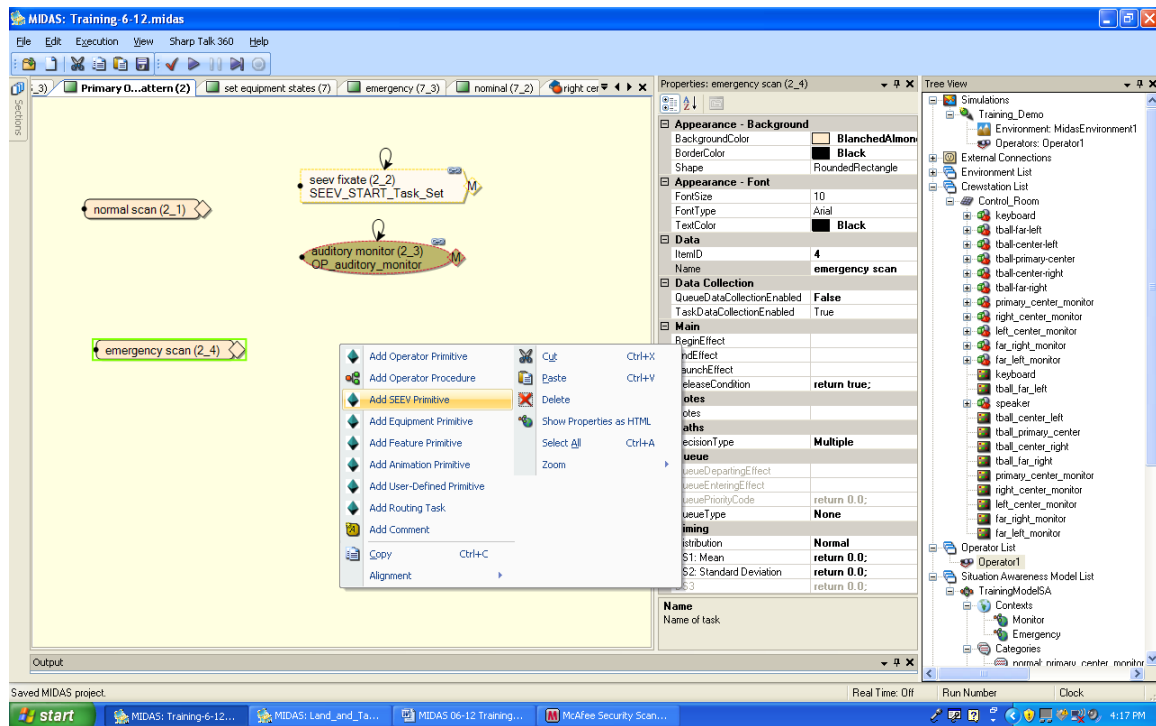 MIDAS: Training-6-12.midas
File Edit Execution View Sharp Talk 360 Help
Sections
_3) Primary O...attern (2) set equipment states (7) emergency (7_3) nominal (7_2) right cer
seev fixate (2_2)
SEEV_START_Task_Set
M
normal scan (2_1)
auditory monitor (2_3)
OP_auditory_monitor
M
emergency scan (2_4)
Add Operator Primitive
Add Operator Procedure
Add SEEV Primitive
Add Equipment Primitive
Add Feature Primitive
Add Animation Primitive
Add User-Defined Primitive
Add Routing Task
Add Comment
Copy Ctrl+C
Alignment
Cut Ctrl+X
Paste Ctrl+V
Delete
Show Properties as HTML
Select All Ctrl+A
Zoom
Properties: emergency scan (2_4)
Appearance - Background
BackgroundColor BlanchedAlmon
BorderColor Black
Shape RoundedRectangle
Appearance - Font
FontSize 10
FontType Arial
TextColor Black
Data
ItemID 4
Name emergency scan
Data Collection
QueueDataCollectionEnabled False
TaskDataCollectionEnabled True
Main
BeginEffect
ndEffect
aunchEffect
eleaseCondition return true;
otes
otes
aths
ecisionType Multiple
ueue
ueueDepartingEffect
ueueEnteringEffect
ueuePriorityCode return 0.0;
ueueType None
iming
istribution Normal
S1: Mean return 0.0;
S2: Standard Deviation return 0.0;
S3 return 0.0;
Name
Name of task
Tree View
Simulations
Training_Demo
Environment: MidasEnvironment1
Operators: Operator1
External Connections
Environment List
Crewstation List
Control_Room
keyboard
tball-far-left
tball-center-left
tball-primary-center
tball-center-right
tball-far-right
primary_center_monitor
right_center_monitor
left_center_monitor
far_right_monitor
far_left_monitor
keyboard
tball_far_left
speaker
tball_center_left
tball_primary_center
tball_center_right
tball_far_right
primary_center_monitor
right_center_monitor
left_center_monitor
far_right_monitor
far_left_monitor
Operator List
Operator1
Situation Awareness Model List
TrainingModelSA
Contexts
Monitor
Emergency
Categories
normal: primary_center_monitor
Output
Saved MIDAS project. Real Time: Off Run Number Clock
start MIDAS: Training-6-12... MIDAS: Land_and_Ta... MIDAS 06-12 Training... McAfee Security Scan... 4:17 PM